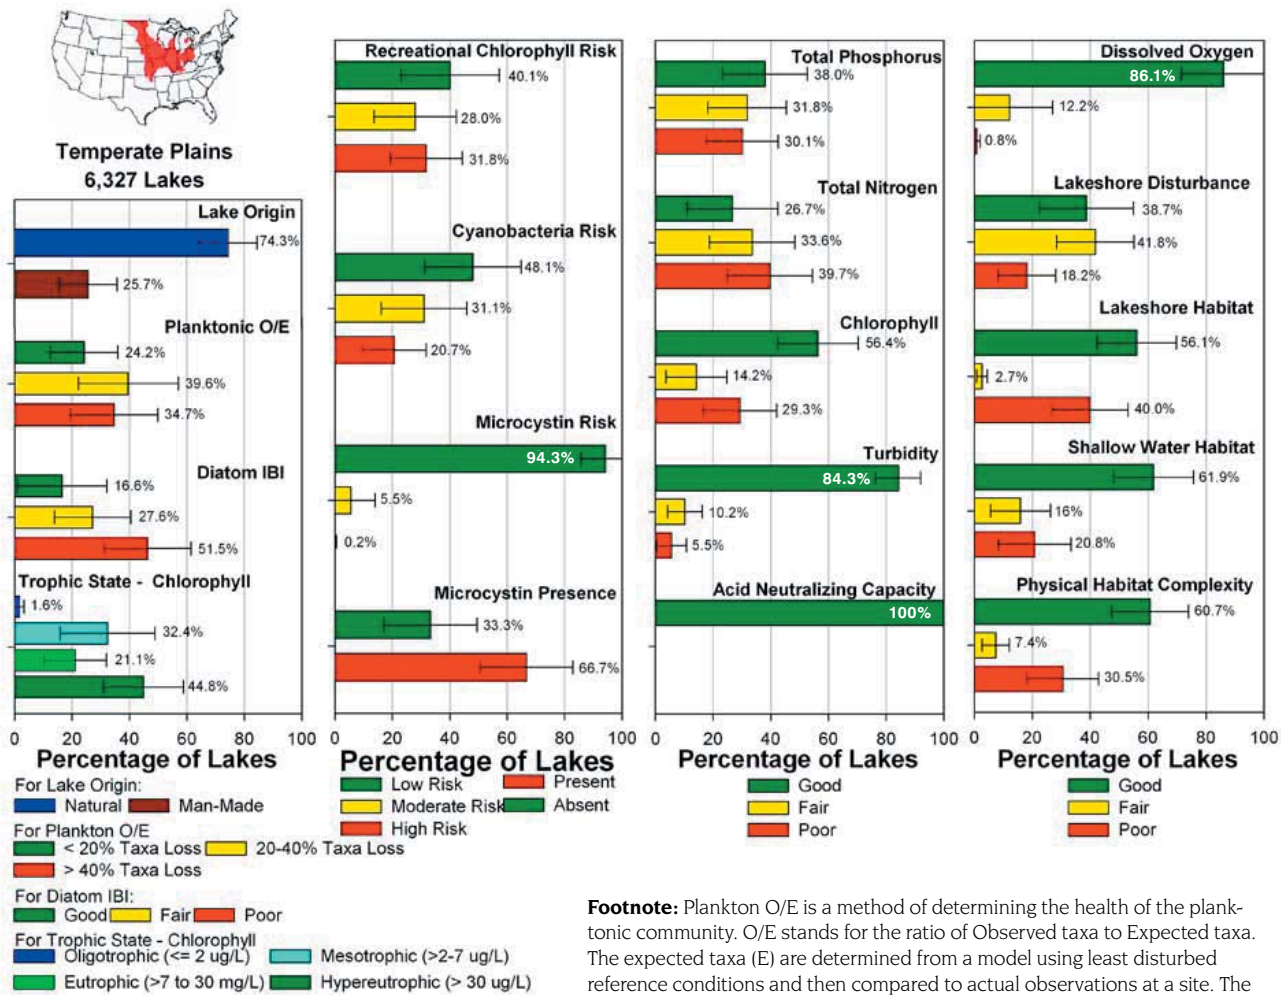 Temperate Plains
6,327 Lakes
Lake Origin
74.3%
25.7%
Planktonic O/E
24.2%
39.6%
34.7%
Diatom IBI
16.6%
27.6%
51.5%
Trophic State - Chlorophyll
1.6%
32.4%
21.1%
44.8%
0 20 40 60 80 100
Percentage of Lakes
For Lake Origin:
Natural Man-Made
For Plankton O/E
< 20% Taxa Loss 20-40% Taxa Loss
> 40% Taxa Loss
For Diatom IBI:
Good Fair Poor
For Trophic State - Chlorophyll
Oligotrophic (<= 2 ug/L) Mesotrophic (>2-7 ug/L)
Eutrophic (>7 to 30 mg/L) Hypereutrophic (> 30 ug/L)
Recreational Chlorophyll Risk
40.1%
28.0%
31.8%
Cyanobacteria Risk
48.1%
31.1%
20.7%
Microcystin Risk
94.3%
5.5%
0.2%
Microcystin Presence
33.3%
66.7%
0 20 40 60 80 100
Percentage of Lakes
Low Risk Present
Moderate Risk Absent
High Risk
Total Phosphorus
38.0%
31.8%
30.1%
Total Nitrogen
26.7%
33.6%
39.7%
Chlorophyll
56.4%
14.2%
29.3%
Turbidity
84.3%
10.2%
5.5%
Acid Neutralizing Capacity
100%
0 20 40 60 80 100
Percentage of Lakes
Good
Fair
Poor
Dissolved Oxygen
86.1%
12.2%
0.8%
Lakeshore Disturbance
38.7%
41.8%
18.2%
Lakeshore Habitat
56.1%
2.7%
40.0%
Shallow Water Habitat
61.9%
16%
20.8%
Physical Habitat Complexity
60.7%
7.4%
30.5%
0 20 40 60 80 100
Percentage of Lakes
Good
Fair
Poor
Footnote: Plankton O/E is a method of determining the health of the plank-
tonic community. O/E stands for the ratio of Observed taxa to Expected taxa.
The expected taxa (E) are determined from a model using least disturbed
reference conditions and then compared to actual observations at a site. The